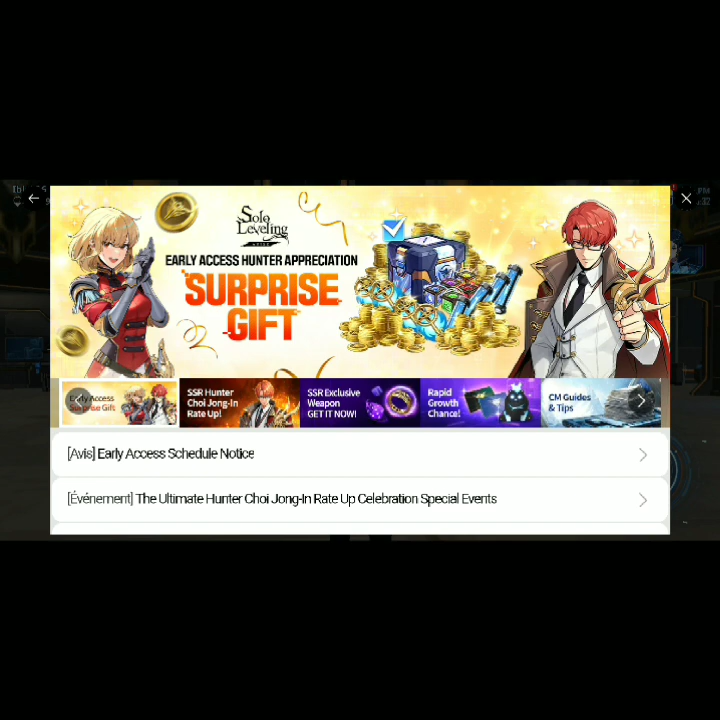 Solo
Leveling
EARLY ACCESS HUNTER APPRECIATION
SURPRISE
GIFT
Early Access
Surprise Gift
SSR Hunter
Choi Jong-In
Rate Up!
SSR Exclusive
Weapon
GET IT NOW!
Rapid
Growth
Chance!
CM Guides
& Tips
[Avis] Early Access Schedule Notice
[Événement] The Ultimate Hunter Choi Jong-In Rate Up Celebration Special Events